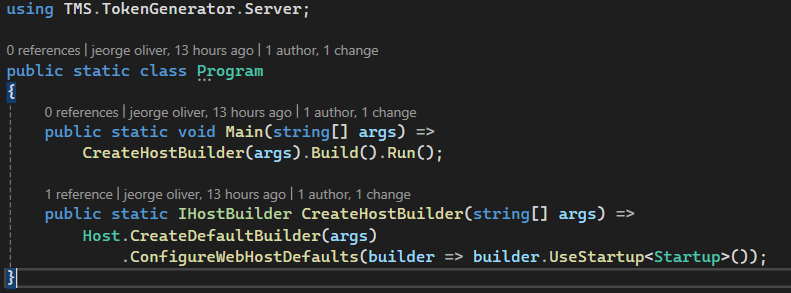 using TMS.TokenGenerator.Server;
0 references | jeorge oliver, 13 hours ago | 1 author, 1 change
public static class Program
{
0 references | jeorge oliver, 13 hours ago | 1 author, 1 change
public static void Main(string[] args) =>
CreateHostBuilder(args).Build().Run();
1 reference | jeorge oliver, 13 hours ago | 1 author, 1 change
public static IHostBuilder CreateHostBuilder(string[] args) =>
Host.CreateDefaultBuilder(args)
.ConfigureWebHostDefaults(builder => builder.UseStartup<Startup>());
}